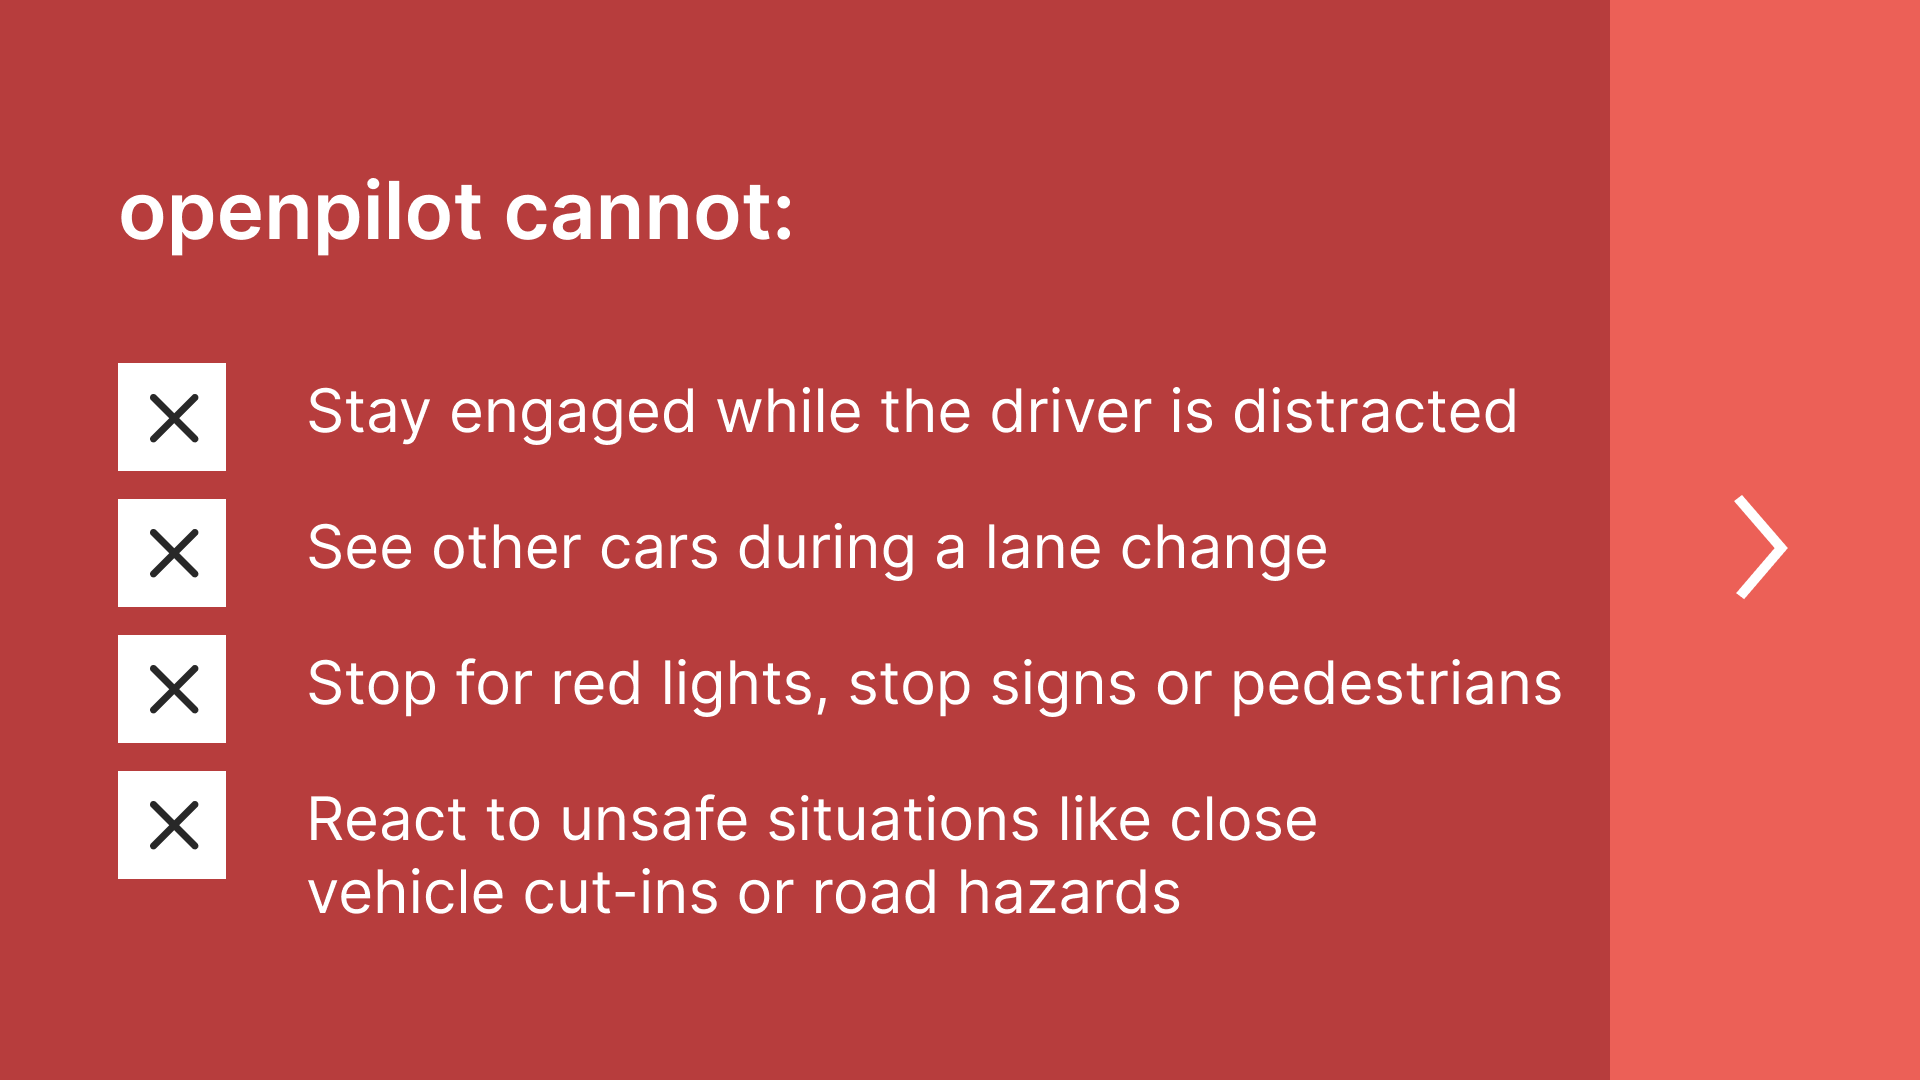 openpilot cannot:
Stay engaged while the driver is distracted
See other cars during a lane change
Stop for red lights, stop signs or pedestrians
React to unsafe situations like close
vehicle cut-ins or road hazards